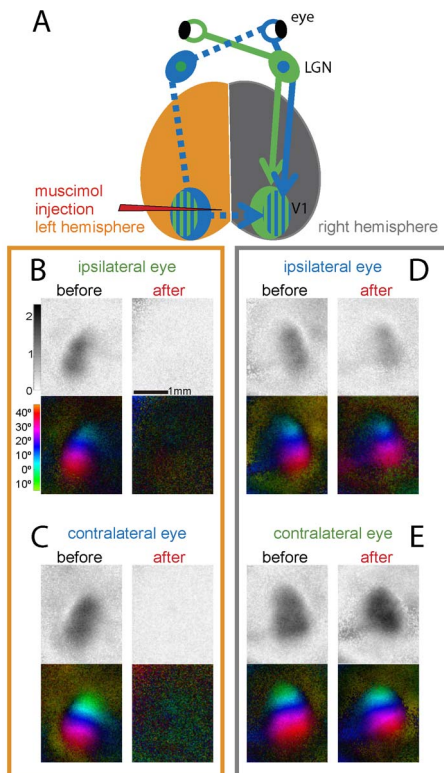 A
eye
LGN
V1
muscimol
injection
left hemisphere
right hemisphere
B
ipsilateral eye
before
after
2
1
0
1mm
40º
30º
20º
10º
0º
10º
ipsilateral eye
D
before
after
C
contralateral eye
before
after
contralateral eye
E
before
after